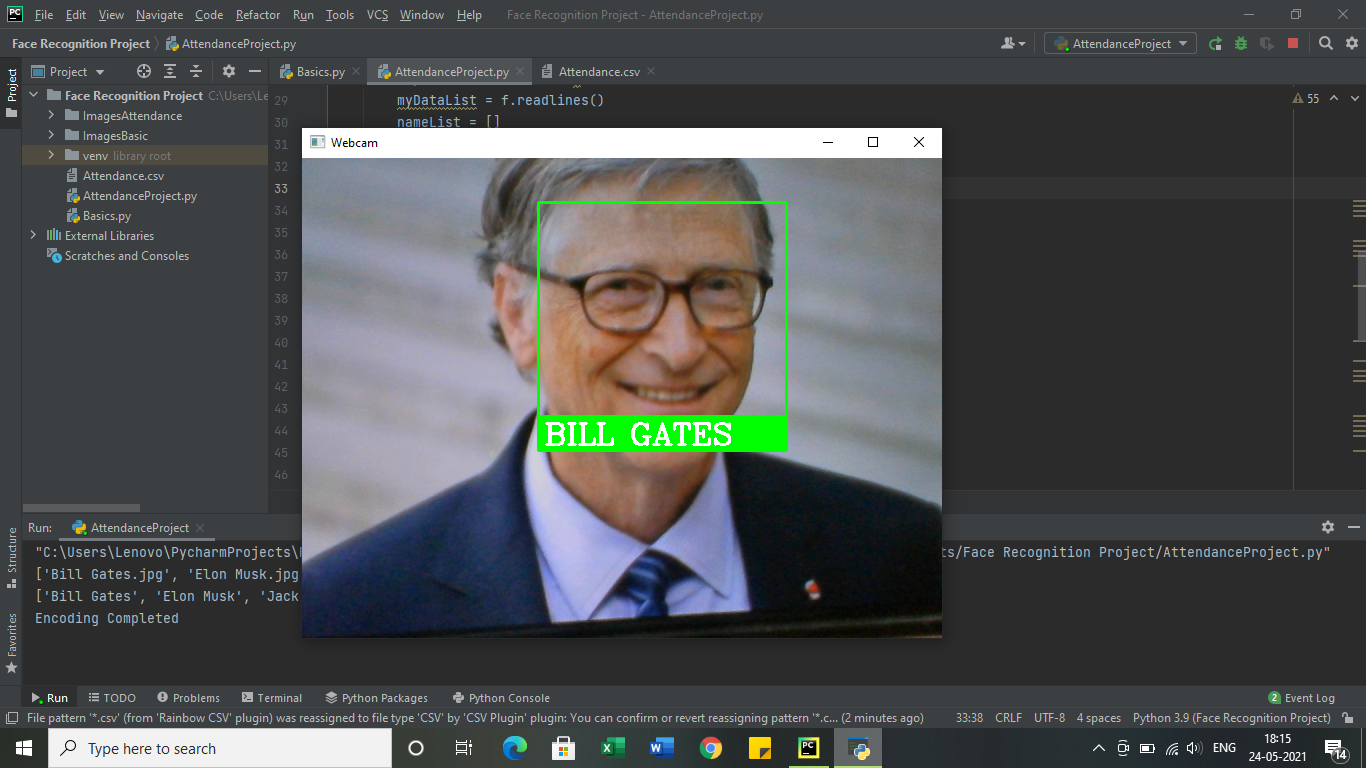 PC File Edit View Navigate Code Refactor Run Tools VCS Window Help Face Recognition Project - AttendanceProject.py
Face Recognition Project AttendanceProject.py AttendanceProject
Project Project Basics.py AttendanceProject.py Attendance.csv
Face Recognition Project C:\Users\Le 29 myDataList = f.readlines() 55
ImagesAttendance
30 nameList = []
ImagesBasic
31 Webcam
venv library root
32
Attendance.csv
33
AttendanceProject.py
34
Basics.py
35
External Libraries
36
Scratches and Consoles
37
38
39
40
41
42
43
44 BILL GATES
45
46
Run: AttendanceProject
Structure
"C:\Users\Lenovo\PycharmProjects\ ts/Face Recognition Project/AttendanceProject.py"
['Bill Gates.jpg', 'Elon Musk.jpg
['Bill Gates', 'Elon Musk', 'Jack
Encoding Completed
Favorites
Run TODO Problems Terminal Python Packages Python Console 2 Event Log
File pattern '*.csv' (from 'Rainbow CSV' plugin) was reassigned to file type 'CSV' by 'CSV Plugin' plugin: You can confirm or revert reassigning pattern '*.c... (2 minutes ago) 33:38 CRLF UTF-8 4 spaces Python 3.9 (Face Recognition Project)
Type here to search PC ENG 18:15
24-05-2021 14